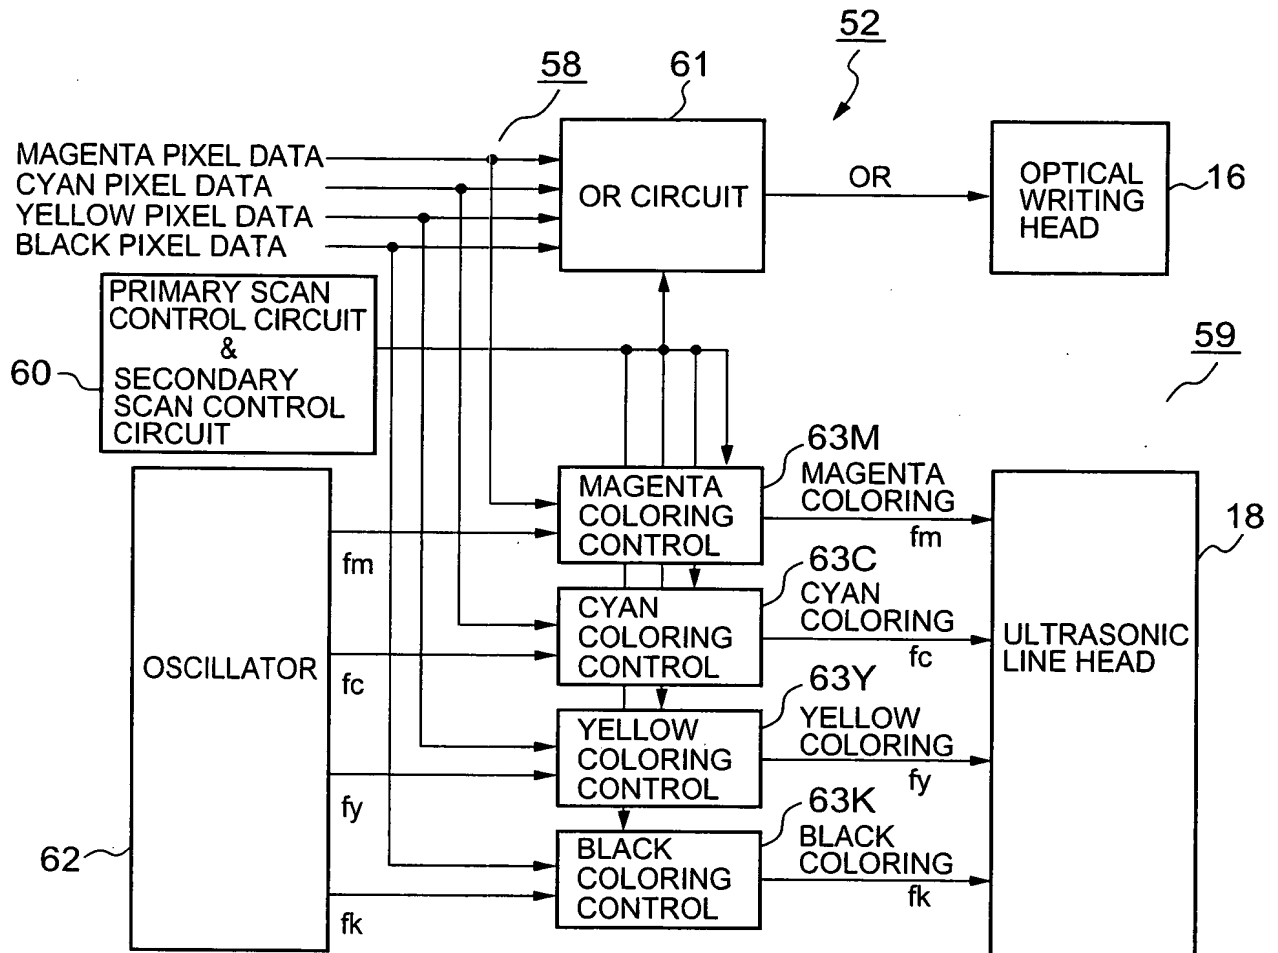 52
58
61
MAGENTA PIXEL DATA
CYAN PIXEL DATA
YELLOW PIXEL DATA
BLACK PIXEL DATA
OR CIRCUIT
OR
OPTICAL
WRITING
HEAD
16
PRIMARY SCAN
CONTROL CIRCUIT
&
SECONDARY
SCAN CONTROL
CIRCUIT
60
59
63M
MAGENTA
COLORING
CONTROL
MAGENTA
COLORING
fm
fm
18
63C
CYAN
COLORING
CONTROL
CYAN
COLORING
fc
fc
OSCILLATOR
ULTRASONIC
LINE HEAD
63Y
YELLOW
COLORING
CONTROL
YELLOW
COLORING
fy
fy
62
63K
BLACK
COLORING
CONTROL
BLACK
COLORING
fk
fk